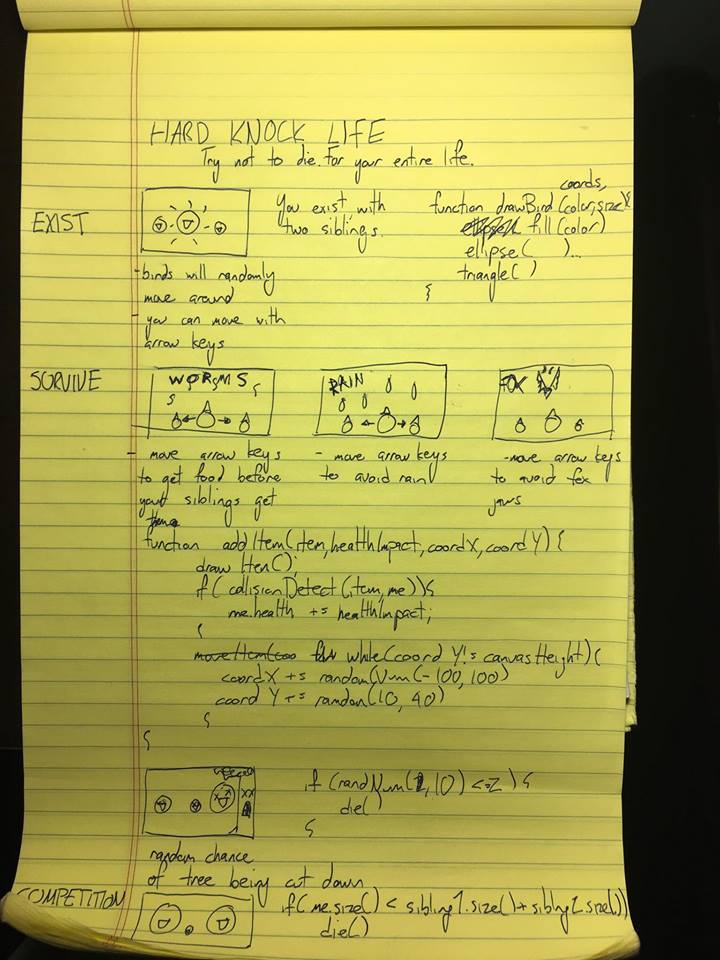 HARD KNOCK LIFE
Try not to die. For your entire life.
EXIST
You exist with
two siblings.
coords,
function drawBird (color, size){
fill (color)
ellipse( )...
triangle( )
}
- birds will randomly
move around
- you can move with
arrow keys
SURVIVE
WORMS
- move arrow keys
to get food before
your siblings get
them
RAIN
- move arrow keys
to avoid rain
FOX
- move arrow keys
to avoid fox
jaws
function addItem(item, healthImpact, coordX, coordY) {
draw Item();
if( collisionDetect (item, me)){
me.health += healthImpact;
}
while(coord Y != canvasHeight) {
coordX += random(Num(-100, 100)
coord Y += random(10, 40)
}
}
XX
random chance
of tree being cut down
if (randNum(1, 10) <= 2) {
die(
}
COMPETITION
if( me.size() < sibling1.size() + sibling2.size())
die()